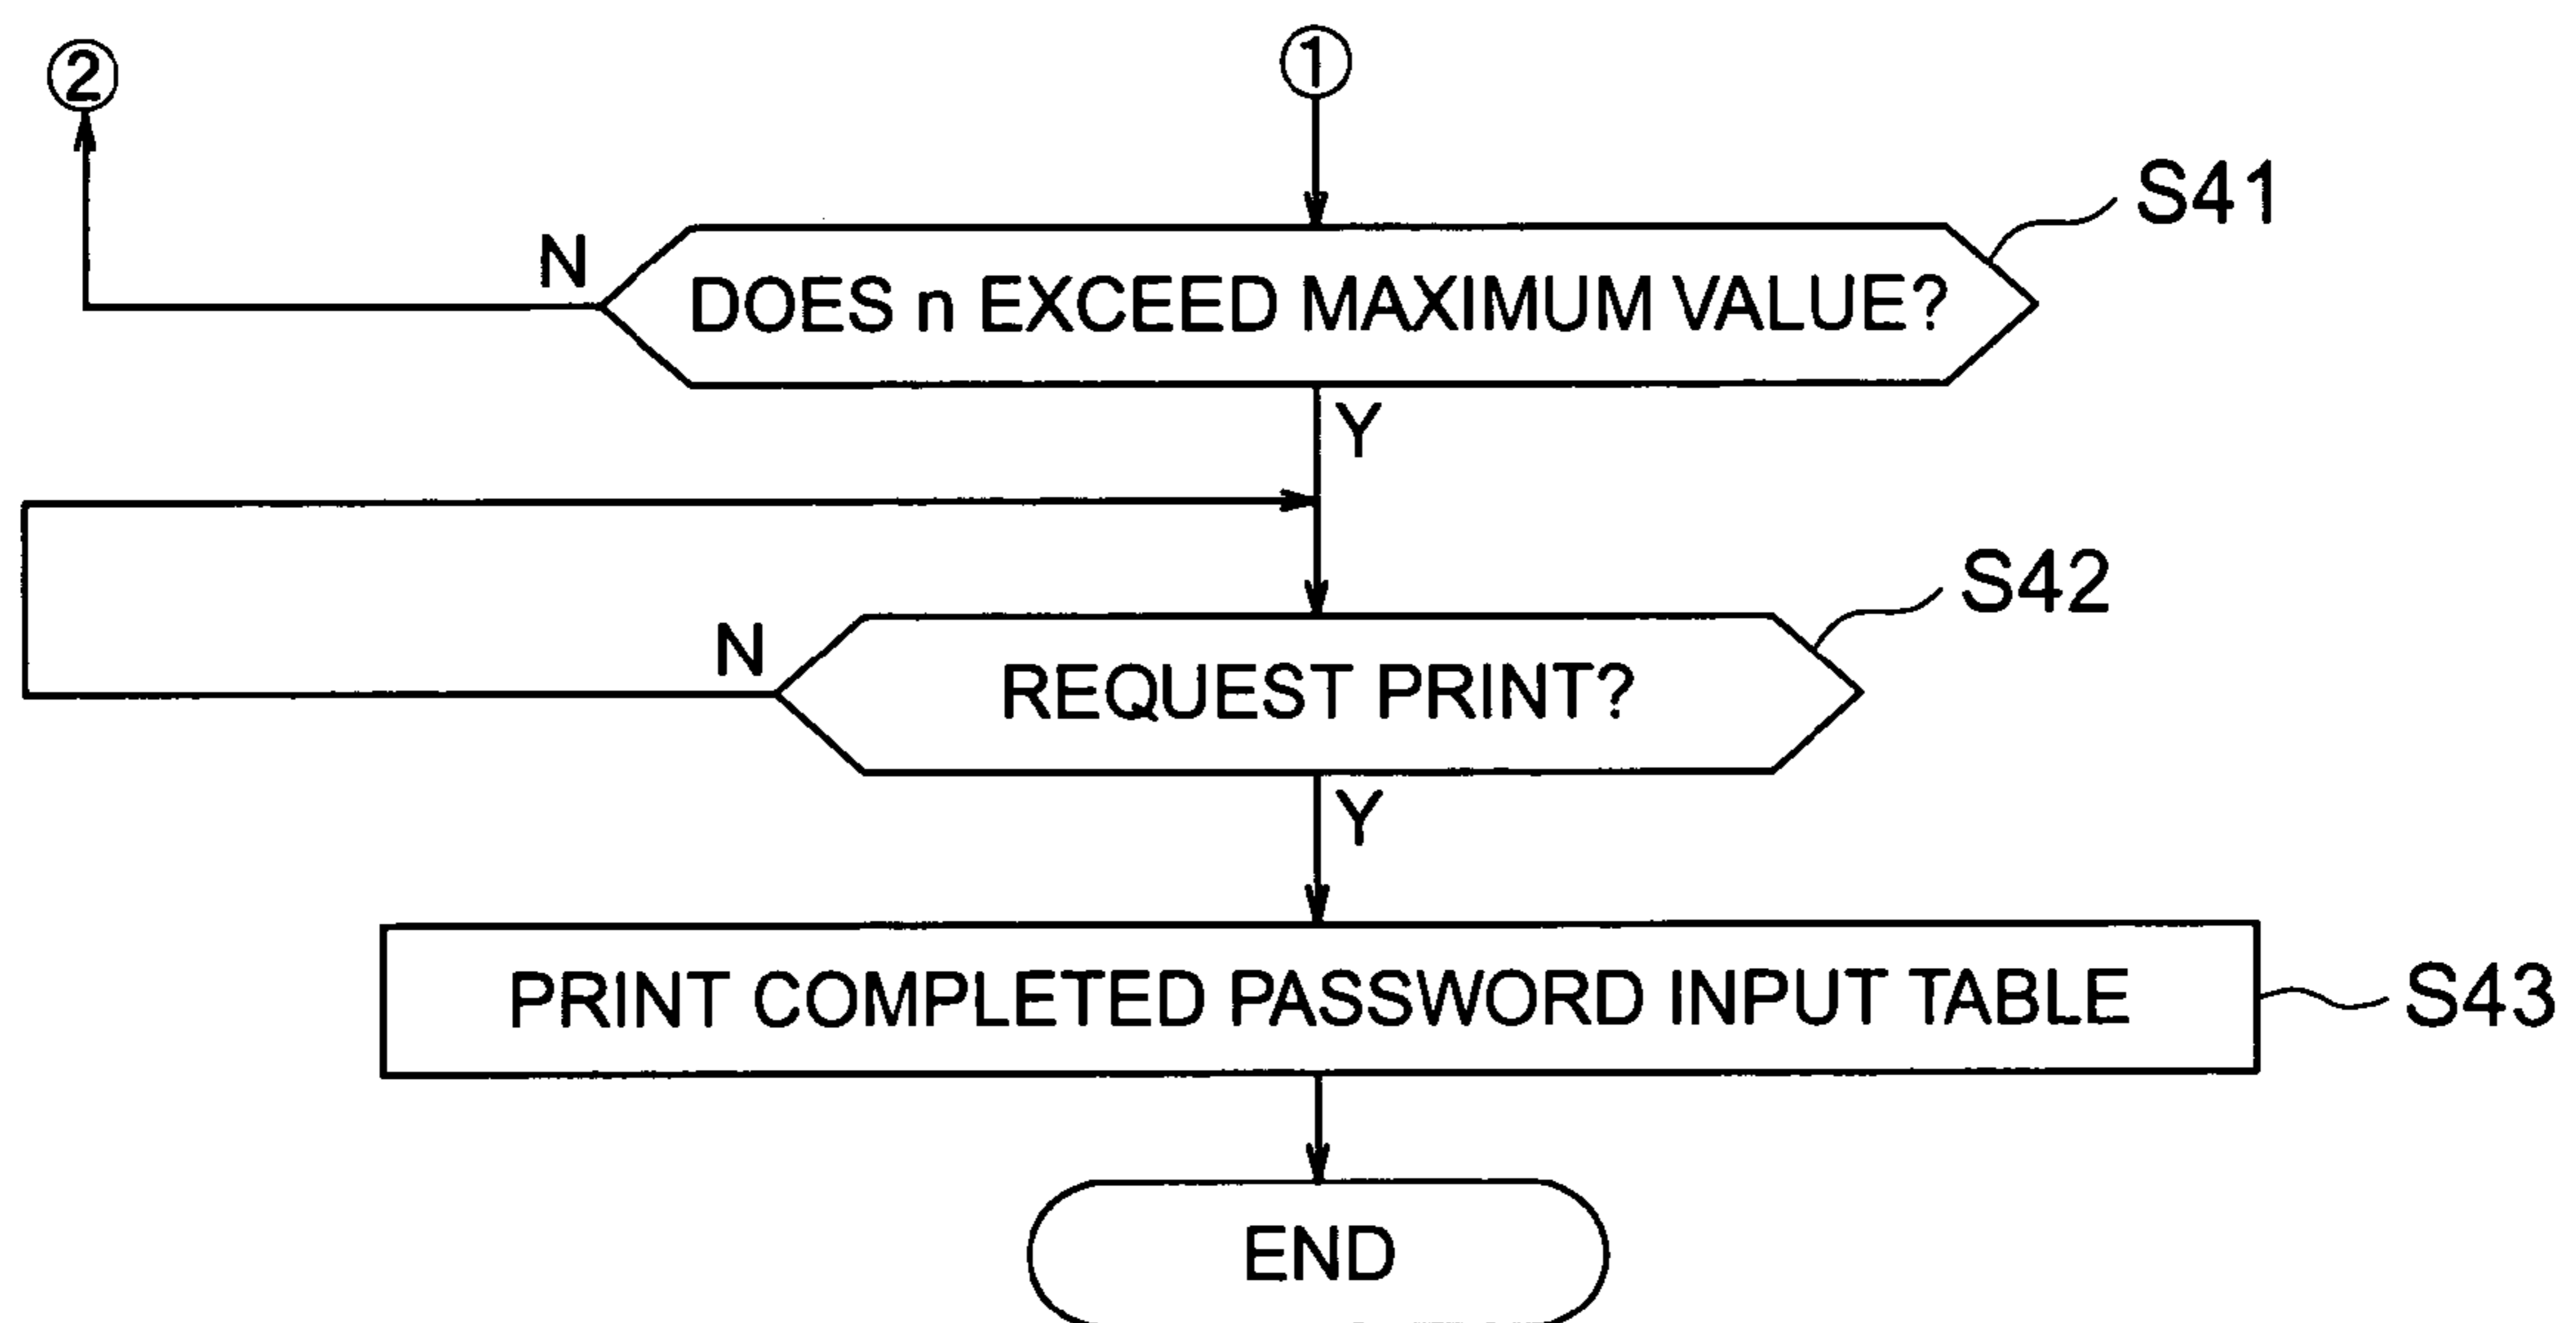 ②
①
S41
N
DOES n EXCEED MAXIMUM VALUE?
Y
S42
N
REQUEST PRINT?
Y
PRINT COMPLETED PASSWORD INPUT TABLE
S43
END